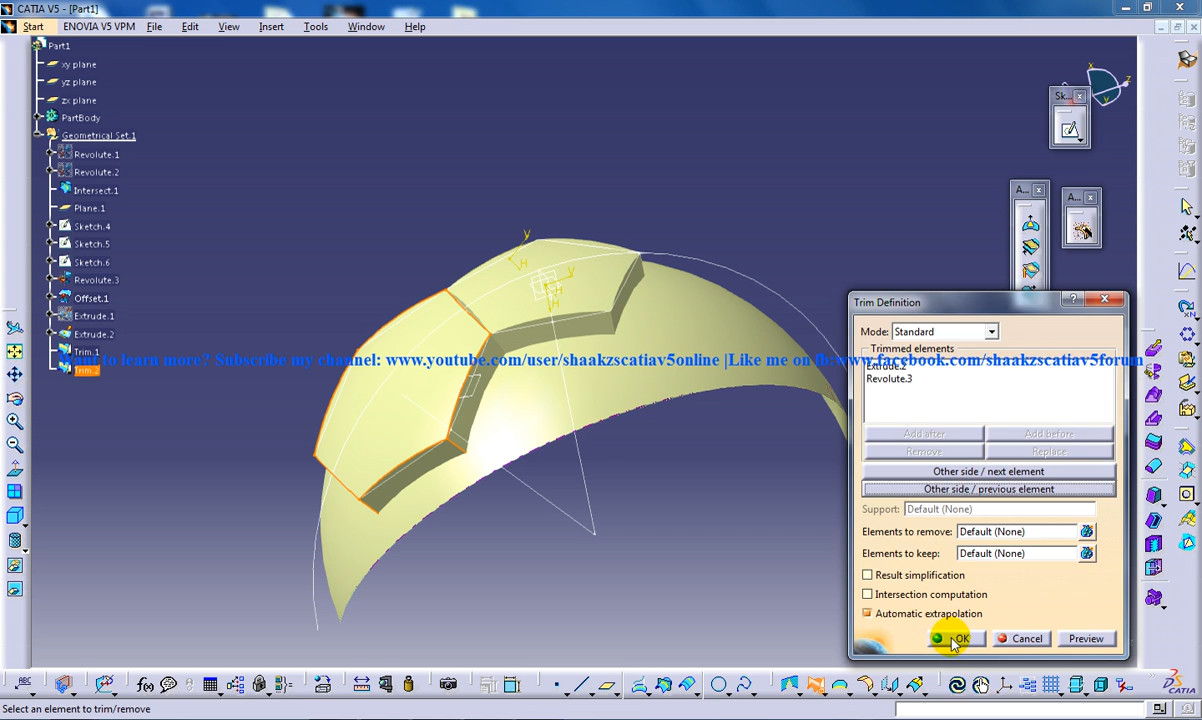 CATIA V5 - [Part1]
Start ENOVIA V5 VPM File Edit View Insert Tools Window Help
Part1
xy plane
yz plane
zx plane
PartBody
Geometrical Set.1
Revolute.1
Revolute.2
Intersect.1
Plane.1
Sketch.4
Sketch.5
Sketch.6
Revolute.3
Offset.1
Extrude.1
Extrude.2
Trim.1
Trim.2
Sk...
A...
A...
X
Z
y
V
H
V
H
Want to learn more? Subscribe my channel: www.youtube.com/user/shaakzscatiav5online |Like me on fb:www.facebook.com/shaakzscatiav5forum
Trim Definition
Mode: Standard
Trimmed elements
Extrude.2
Revolute.3
Add after Add before
Remove Replace
Other side / next element
Other side / previous element
Support: Default (None)
Elements to remove: Default (None)
Elements to keep: Default (None)
Result simplification
Intersection computation
Automatic extrapolation
OK Cancel Preview
ABC
f(x)
Select an element to trim/remove